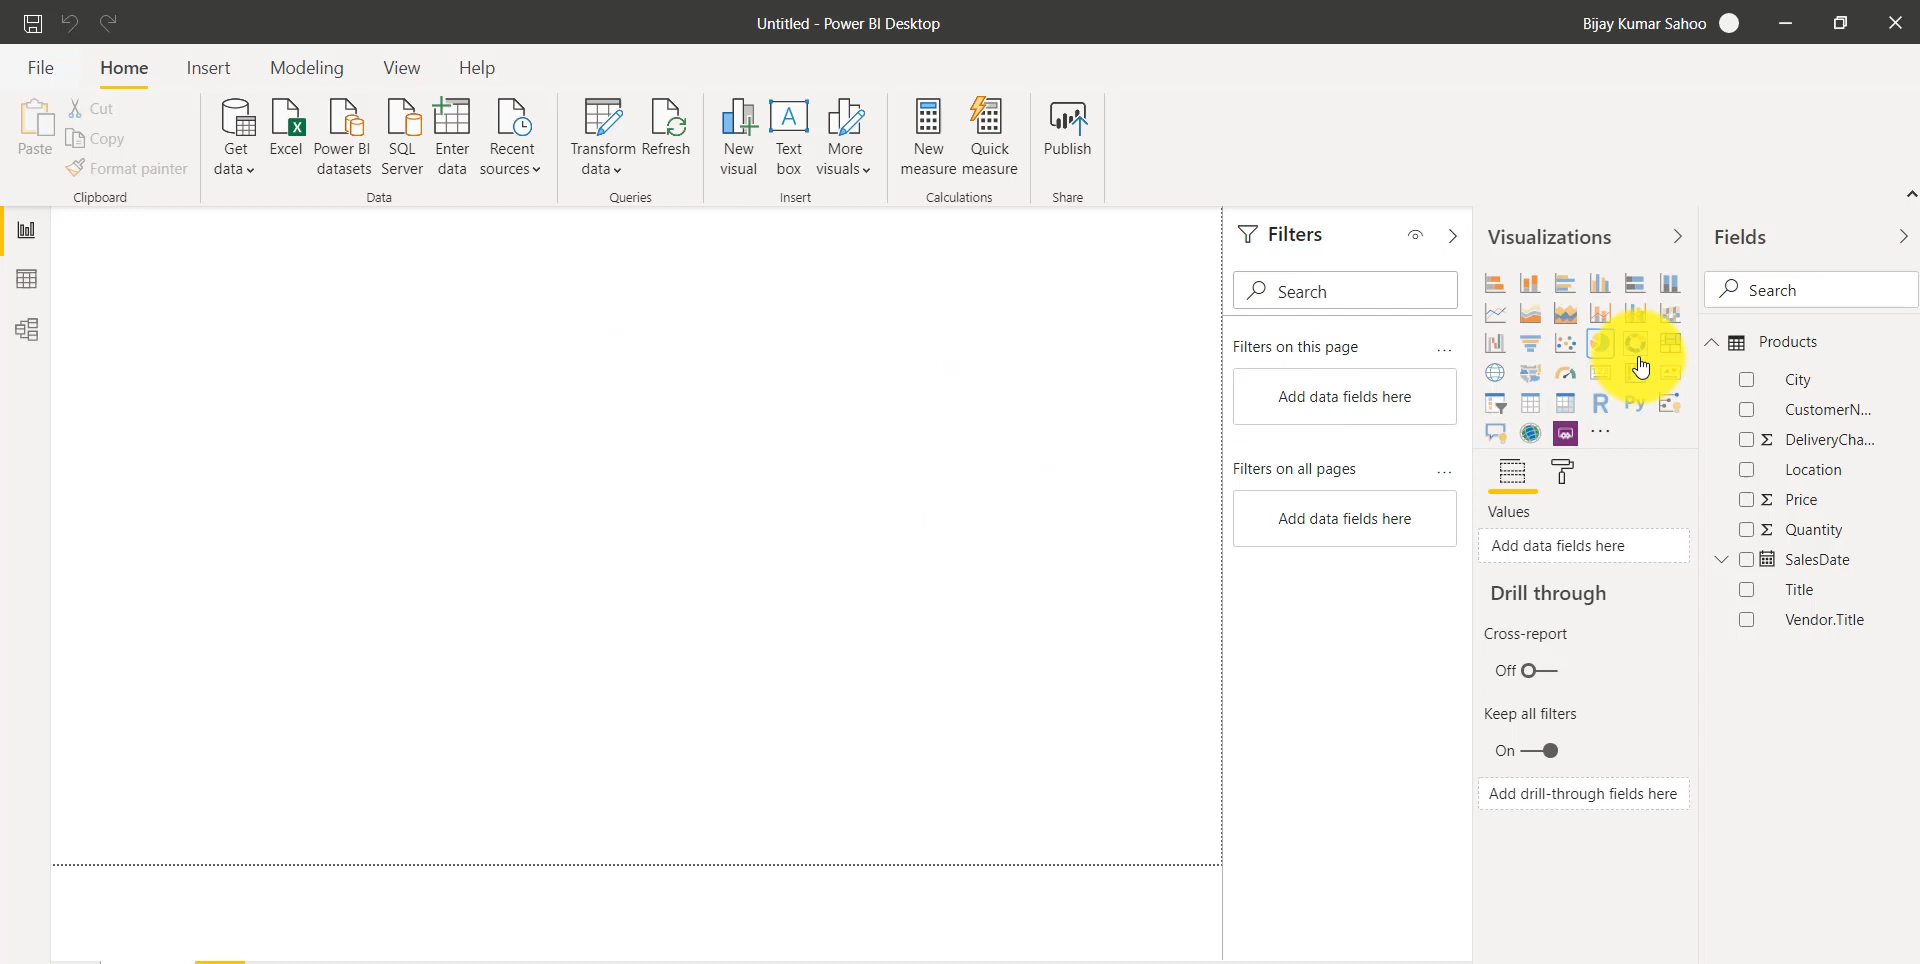 Untitled - Power BI Desktop
Bijay Kumar Sahoo
File Home Insert Modeling View Help
Paste
Cut
Copy
Format painter
Clipboard
Get data
Excel
Power BI datasets
SQL Server
Enter data
Recent sources
Data
Transform data
Refresh
Queries
New visual
Text box
More visuals
Insert
New measure
Quick measure
Calculations
Publish
Share
Filters
Search
Filters on this page
Add data fields here
Filters on all pages
Add data fields here
Visualizations
R
Py
Values
Add data fields here
Drill through
Cross-report
Off
Keep all filters
On
Add drill-through fields here
Fields
Search
Products
City
CustomerN...
Σ DeliveryCha...
Location
Σ Price
Σ Quantity
SalesDate
Title
Vendor.Title